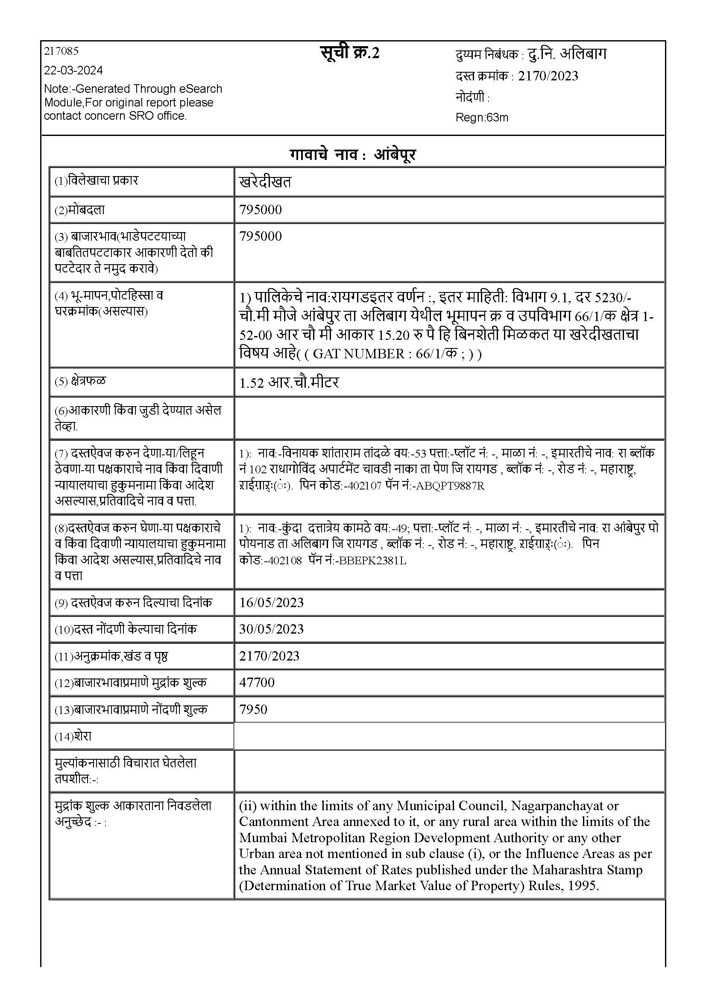 217085
22-03-2024
Note:-Generated Through eSearch
Module,For original report please
contact concern SRO office.
सूची क्र.2
दुय्यम निबंधक : दु.नि. अलिबाग
दस्त क्रमांक : 2170/2023
नोदंणी :
Regn:63m
गावाचे नाव : आंबेपूर
(1)विलेखाचा प्रकार
खरेदीखत
(2)मोबदला
795000
(3) बाजारभाव(भाडेपटटयाच्या
बाबतितपटटाकार आकारणी देतो की
पटटेदार ते नमुद करावे)
795000
(4) भू-मापन,पोटहिस्सा व
घरक्रमांक(असल्यास)
1) पालिकेचे नाव:रायगडइतर वर्णन :, इतर माहिती: विभाग 9.1, दर 5230/-
चौ.मी मौजे आंबेपुर ता अलिबाग येथील भूमापन क्र व उपविभाग 66/1/क क्षेत्र 1-
52-00 आर चौ मी आकार 15.20 रु पै हि बिनशेती मिळकत या खरेदीखताचा
विषय आहे( ( GAT NUMBER : 66/1/क ; ) )
(5) क्षेत्रफळ
1.52 आर.चौ.मीटर
(6)आकारणी किंवा जुडी देण्यात असेल
तेव्हा.
(7) दस्तऐवज करुन देणा-या/लिहून
ठेवणा-या पक्षकाराचे नाव किंवा दिवाणी
न्यायालयाचा हुकुमनामा किंवा आदेश
असल्यास,प्रतिवादिचे नाव व पत्ता.
1): नाव:-विनायक शांताराम तांदळे वय:-53 पत्ता:-प्लॉट नं: -, माळा नं: -, इमारतीचे नाव: रा ब्लॉक
नं 102 राधागोविंद अपार्टमेंट चावडी नाका ता पेण जि रायगड , ब्लॉक नं: -, रोड नं: -, महाराष्ट्र,
ऱाईग़ाऱ्ः(ंः). पिन कोड:-402107 पॅन नं:-ABQPT9887R
(8)दस्तऐवज करुन घेणा-या पक्षकाराचे
व किंवा दिवाणी न्यायालयाचा हुकुमनामा
किंवा आदेश असल्यास,प्रतिवादिचे नाव
व पत्ता
1): नाव:-कुंदा दत्तात्रेय कामठे वय:-49; पत्ता:-प्लॉट नं: -, माळा नं: -, इमारतीचे नाव: रा आंबेपुर पो
पोयनाड ता अलिबाग जि रायगड , ब्लॉक नं: -, रोड नं: -, महाराष्ट्र, ऱाईग़ाऱ्ः(ंः). पिन
कोड:-402108 पॅन नं:-BBEPK2381L
(9) दस्तऐवज करुन दिल्याचा दिनांक
16/05/2023
(10)दस्त नोंदणी केल्याचा दिनांक
30/05/2023
(11)अनुक्रमांक,खंड व पृष्ठ
2170/2023
(12)बाजारभावाप्रमाणे मुद्रांक शुल्क
47700
(13)बाजारभावाप्रमाणे नोंदणी शुल्क
7950
(14)शेरा
मुल्यांकनासाठी विचारात घेतलेला
तपशील:-:
मुद्रांक शुल्क आकारताना निवडलेला
अनुच्छेद :- :
(ii) within the limits of any Municipal Council, Nagarpanchayat or
Cantonment Area annexed to it, or any rural area within the limits of the
Mumbai Metropolitan Region Development Authority or any other
Urban area not mentioned in sub clause (i), or the Influence Areas as per
the Annual Statement of Rates published under the Maharashtra Stamp
(Determination of True Market Value of Property) Rules, 1995.